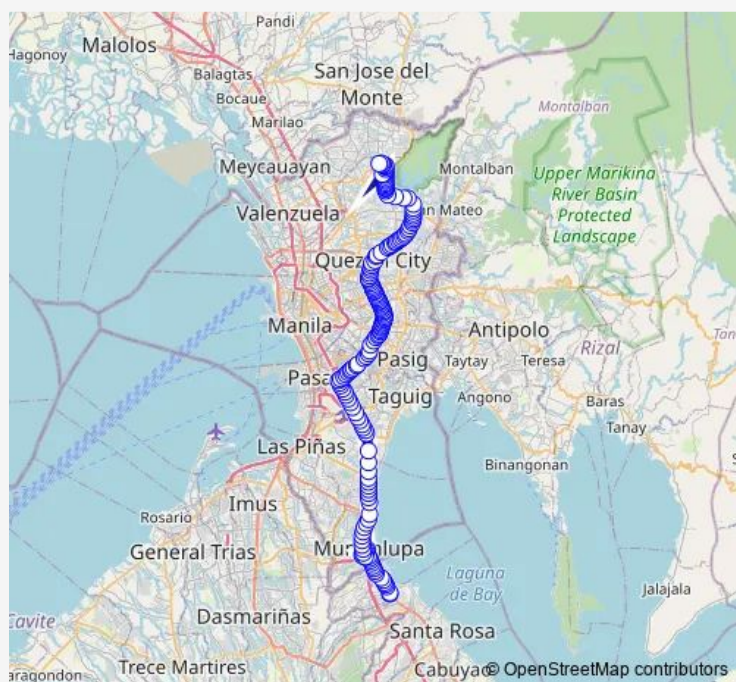 Pandi
Hagonoy
Malolos
Balagtas
San Jose del
Monte
Bocaue
Marilao
Montalban
Meycauayan
Montalban
Upper Marikina
River Basin
Protected
Landscape
Valenzuela
San Mateo
Quezon City
Manila
Antipolo
Rizal
Pasig
Taytay
Teresa
Pasa
Taguig
Angono
Baras
Tanay
Las Piñas
Binangonan
Imus
Rosario
General Trias
Muntinlupa
Laguna
de Bay
Jalajala
Cavite
Dasmariñas
Santa Rosa
Trece Martires
Cabuyao
© OpenStreetMap contributors